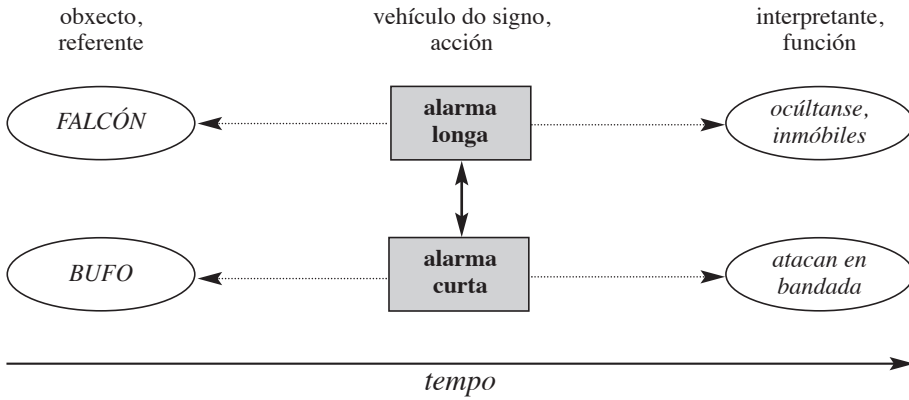 obxecto,
referente
vehículo do signo,
acción
interpretante,
función
FALCÓN
alarma
longa
ocúltanse,
inmóbiles
BUFO
alarma
curta
atacan en
bandada
tempo